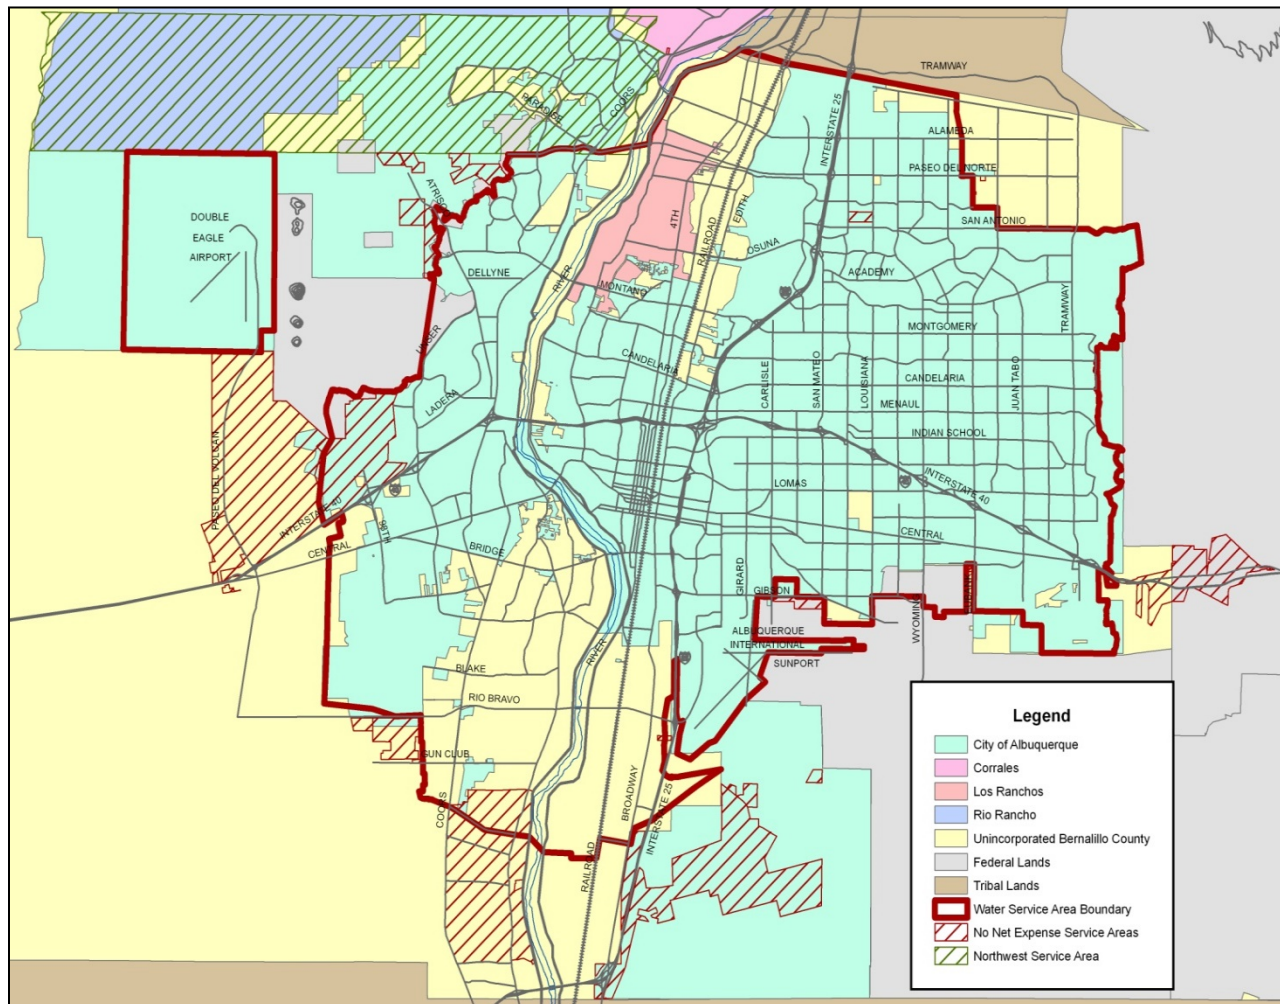 TRAMWAY
COORS
PARADISE
INTERSTATE 25
ALAMEDA
PASEO DEL NORTE
ATRISCO
4TH
RAILROAD
EDITH
SAN ANTONIO
DOUBLE
EAGLE
AIRPORT
OSUNA
DELLYNE
RIVER
ACADEMY
MONTANO
TRAMWAY
UNSER
MONTGOMERY
CANDELARIA
CARLISLE
SAN MATEO
LOUISIANA
CANDELARIA
JUAN TABO
LADERA
MENAUL
INDIAN SCHOOL
PASEO DEL VOLCAN
INTERSTATE 40
LOMAS
INTERSTATE 40
98TH
CENTRAL
CENTRAL
BRIDGE
GIRARD
GIBSON
WYOMING
ALBUQUERQUE
INTERNATIONAL
SUNPORT
RIVER
BLAKE
RIO BRAVO
GUN CLUB
COORS
BROADWAY
INTERSTATE 25
RAILROAD
Legend
City of Albuquerque
Corrales
Los Ranchos
Rio Rancho
Unincorporated Bernalillo County
Federal Lands
Tribal Lands
Water Service Area Boundary
No Net Expense Service Areas
Northwest Service Area